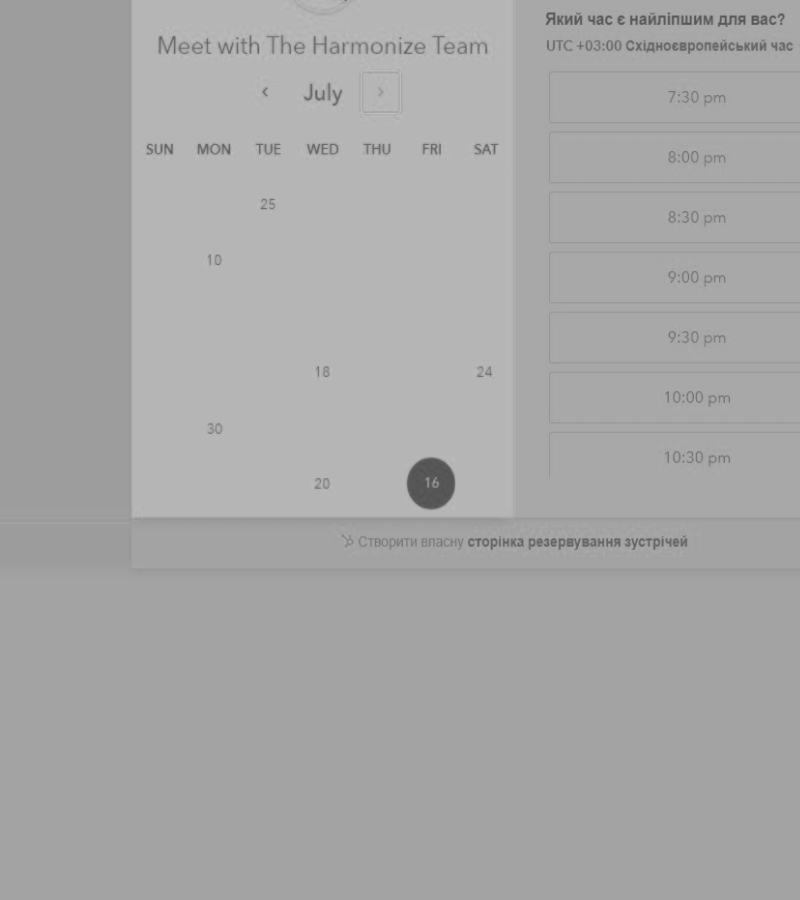 Meet with The Harmonize Team
‹ July ›
SUN MON TUE WED THU FRI SAT
25
10
18 24
30
20 16
Який час є найліпшим для вас?
UTC +03:00 Східноєвропейський час
7:30 pm
8:00 pm
8:30 pm
9:00 pm
9:30 pm
10:00 pm
10:30 pm
Створити власну сторінка резервування зустрічей